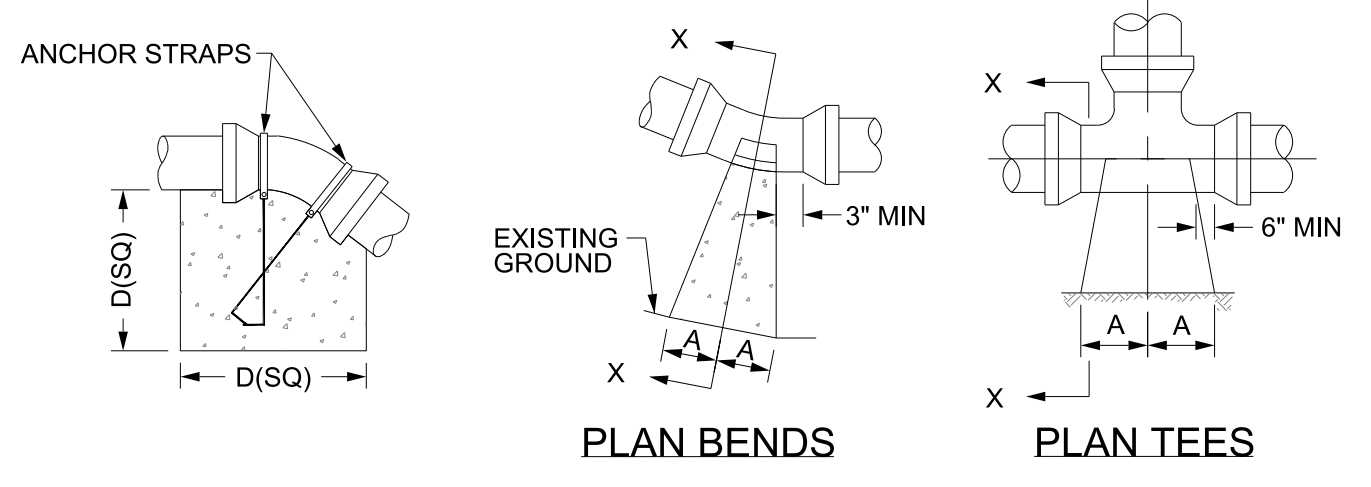 ANCHOR STRAPS
D(SQ)
D(SQ)
X
3" MIN
EXISTING
GROUND
A
A
X
PLAN BENDS
X
6" MIN
A
A
X
PLAN TEES